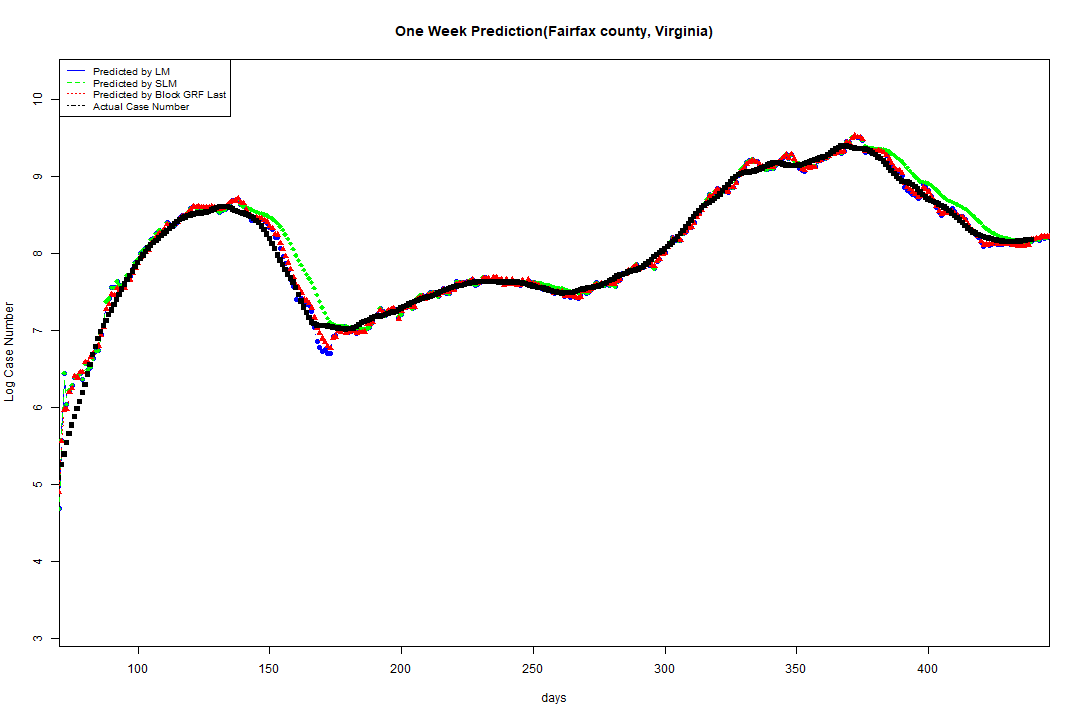 One Week Prediction(Fairfax county, Virginia)
Predicted by LM
Predicted by SLM
Predicted by Block GRF Last
Actual Case Number
10
9
8
7
6
5
4
3
Log Case Number
100 150 200 250 300 350 400
days